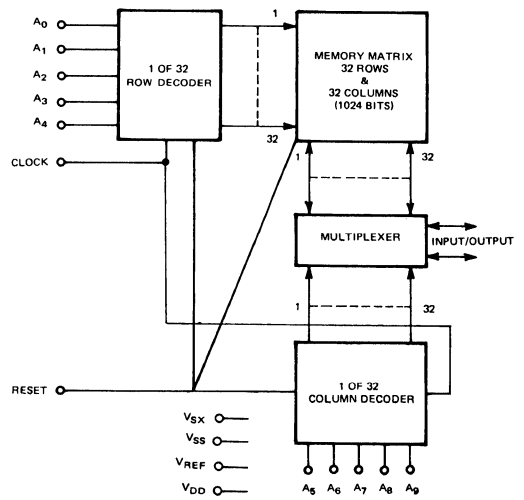 A0
A1
A2
A3
A4
CLOCK
1 OF 32
ROW DECODER
1
32
MEMORY MATRIX
32 ROWS
&
32 COLUMNS
(1024 BITS)
1
32
MULTIPLEXER
INPUT/OUTPUT
1
32
RESET
1 OF 32
COLUMN DECODER
VSX
VSS
VREF
VDD
A5
A6
A7
A8
A9